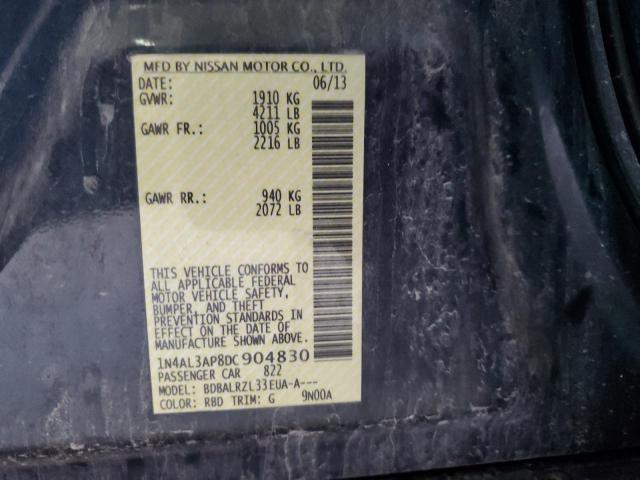 MFD BY NISSAN MOTOR CO., LTD.
DATE: 06/13
GVWR: 1910 KG
4211 LB
GAWR FR.: 1005 KG
2216 LB
GAWR RR.: 940 KG
2072 LB
THIS VEHICLE CONFORMS TO
ALL APPLICABLE FEDERAL
MOTOR VEHICLE SAFETY,
BUMPER, AND THEFT
PREVENTION STANDARDS IN
EFFECT ON THE DATE OF
MANUFACTURE SHOWN ABOVE.
1N4AL3AP8DC904830
PASSENGER CAR 822
MODEL: BDBALRZL33EUA-A---
COLOR: RBD TRIM: G 9N00A